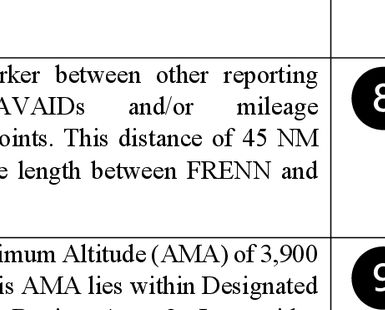 rker between other reporting
AVAIDs and/or mileage
oints. This distance of 45 NM
e length between FRENN and
8
imum Altitude (AMA) of 3,900
is AMA lies within Designated
9